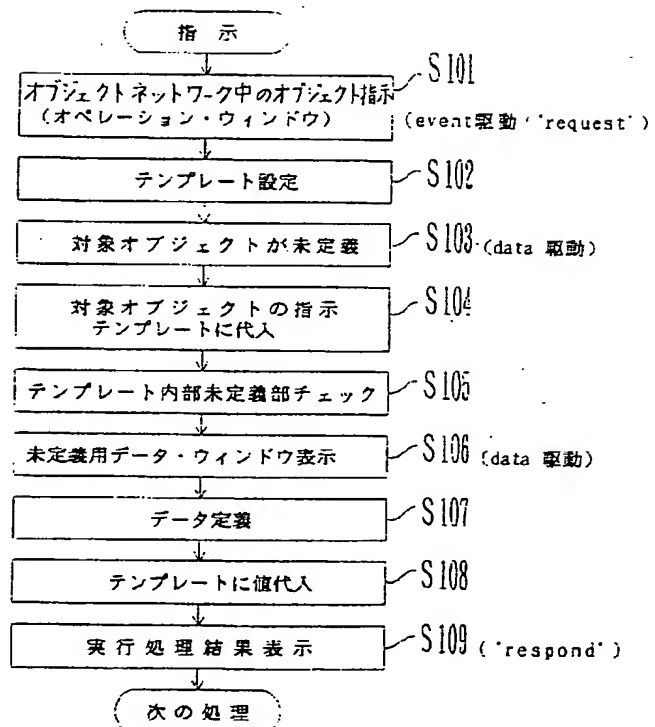 指示
オブジェクトネットワーク中のオブジェクト指示
(オペレーション・ウィンドウ)
S101
(event駆動 'request')
テンプレート設定
S102
対象オブジェクトが未定義
S103 (data 駆動)
対象オブジェクトの指示
テンプレートに代入
S104
テンプレート内部未定義部チェック
S105
未定義用データ・ウィンドウ表示
S106 (data 駆動)
データ定義
S107
テンプレートに値代入
S108
実行処理結果表示
S109 ('respond')
次の処理